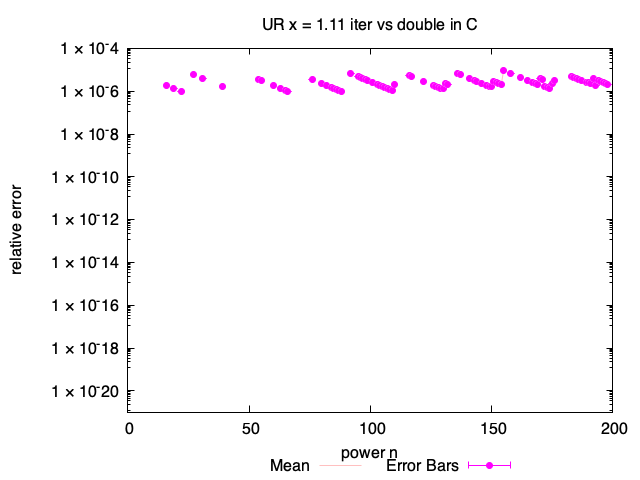 UR x = 1.11 iter vs double in C
1 × 10-4
1 × 10-6
1 × 10-8
1 × 10-10
1 × 10-12
1 × 10-14
1 × 10-16
1 × 10-18
1 × 10-20
relative error
0 50 100 150 200
power n
Mean Error Bars